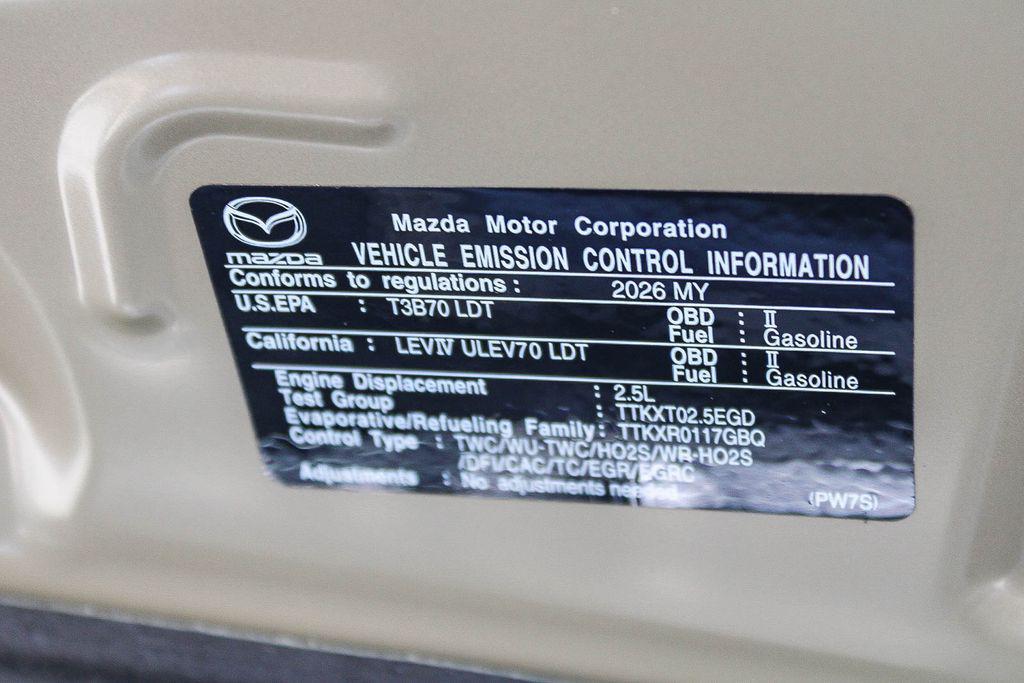 mazda
Mazda Motor Corporation
VEHICLE EMISSION CONTROL INFORMATION
Conforms to regulations : 2026 MY
U.S.EPA : T3B70 LDT OBD : II
Fuel : Gasoline
California : LEVIV ULEV70 LDT OBD : II
Fuel : Gasoline
Engine Displacement : 2.5L
Test Group : TTKXT02.5EGD
Evaporative/Refueling Family : TTKXR0117GBQ
Control Type : TWC/WU-TWC/HO2S/WR-HO2S
/DFI/CAC/TC/EGR/EGRC
Adjustments : No adjustments needed
(PW7S)